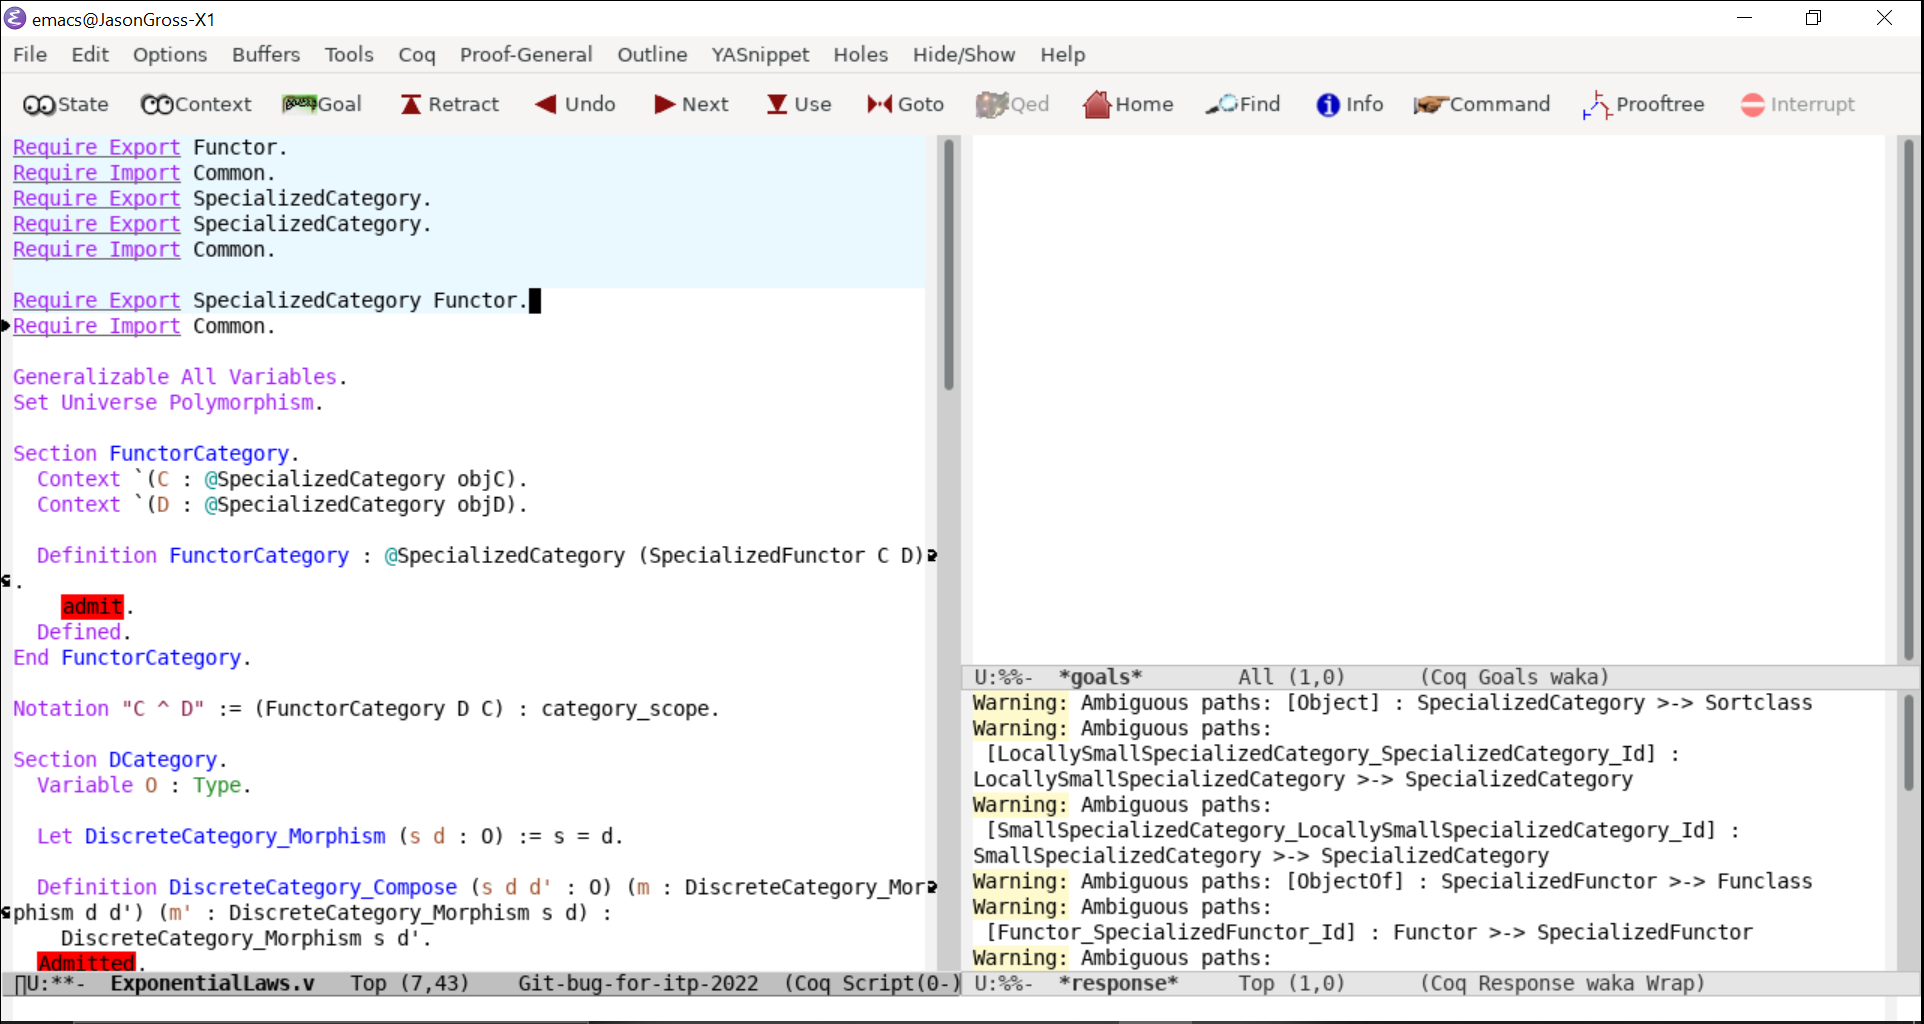 emacs@JasonGross-X1
File Edit Options Buffers Tools Coq Proof-General Outline YASnippet Holes Hide/Show Help
State Context Goal Retract Undo Next Use Goto Qed Home Find Info Command Prooftree Interrupt
Require Export Functor.
Require Import Common.
Require Export SpecializedCategory.
Require Export SpecializedCategory.
Require Import Common.
Require Export SpecializedCategory Functor.
Require Import Common.
Generalizable All Variables.
Set Universe Polymorphism.
Section FunctorCategory.
Context `(C : @SpecializedCategory objC).
Context `(D : @SpecializedCategory objD).
Definition FunctorCategory : @SpecializedCategory (SpecializedFunctor C D)
.
admit.
Defined.
End FunctorCategory.
Notation "C ^ D" := (FunctorCategory D C) : category_scope.
Section DCategory.
Variable O : Type.
Let DiscreteCategory_Morphism (s d : O) := s = d.
Definition DiscreteCategory_Compose (s d d' : O) (m : DiscreteCategory_Mor
phism d d') (m' : DiscreteCategory_Morphism s d) :
DiscreteCategory_Morphism s d'.
Admitted.
U:**- ExponentialLaws.v Top (7,43) Git-bug-for-itp-2022 (Coq Script(0-)
U:%%- *goals* All (1,0) (Coq Goals waka)
Warning: Ambiguous paths: [Object] : SpecializedCategory >-> Sortclass
Warning: Ambiguous paths:
[LocallySmallSpecializedCategory_SpecializedCategory_Id] :
LocallySmallSpecializedCategory >-> SpecializedCategory
Warning: Ambiguous paths:
[SmallSpecializedCategory_LocallySmallSpecializedCategory_Id] :
SmallSpecializedCategory >-> SpecializedCategory
Warning: Ambiguous paths: [ObjectOf] : SpecializedFunctor >-> Funclass
Warning: Ambiguous paths:
[Functor_SpecializedFunctor_Id] : Functor >-> SpecializedFunctor
Warning: Ambiguous paths:
U:%%- *response* Top (1,0) (Coq Response waka Wrap)